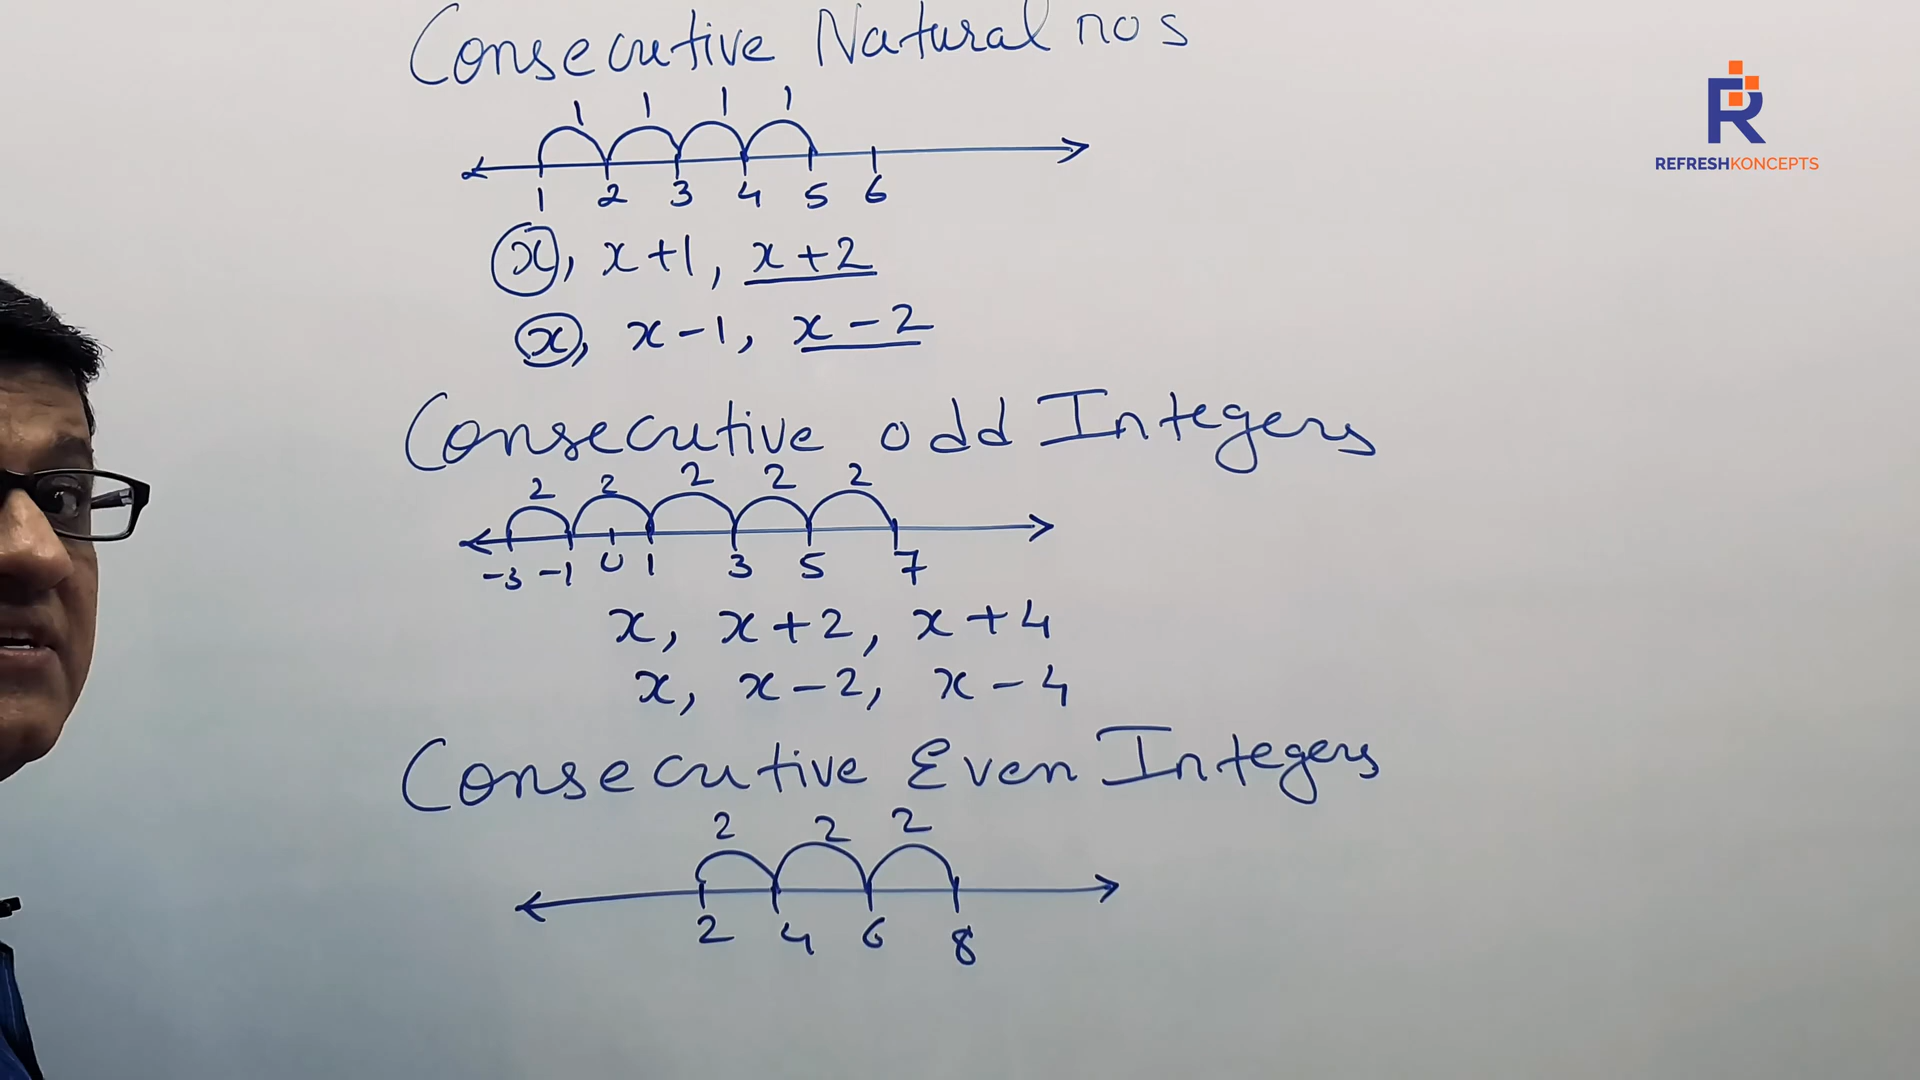 Consecutive Natural nos
1 1 1 1
1 2 3 4 5 6
x, x+1, x+2
x, x-1, x-2
Consecutive odd Integers
2 2 2 2 2
-3 -1 0 1 3 5 7
x, x+2, x+4
x, x-2, x-4
Consecutive Even Integers
2 2 2
2 4 6 8
R
REFRESHKONCEPTS